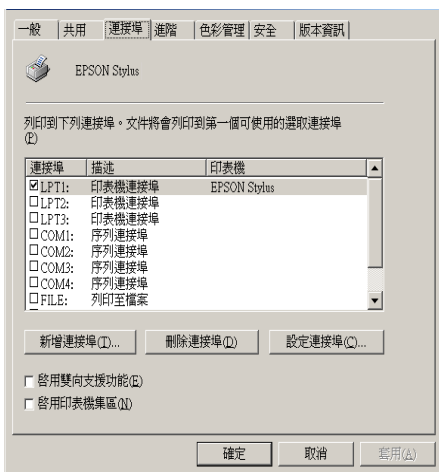 一般 共用 連接埠 進階 色彩管理 安全 版本資訊
EPSON Stylus
列印到下列連接埠。文件將會列印到第一個可使用的選取連接埠
(P)
連接埠 描述 印表機
LPT1: 印表機連接埠 EPSON Stylus
LPT2: 印表機連接埠
LPT3: 印表機連接埠
COM1: 序列連接埠
COM2: 序列連接埠
COM3: 序列連接埠
COM4: 序列連接埠
FILE: 列印至檔案
新增連接埠(T)... 刪除連接埠(D) 設定連接埠(C)...
啟用雙向支援功能(E)
啟用印表機集區(N)
確定 取消 套用(A)